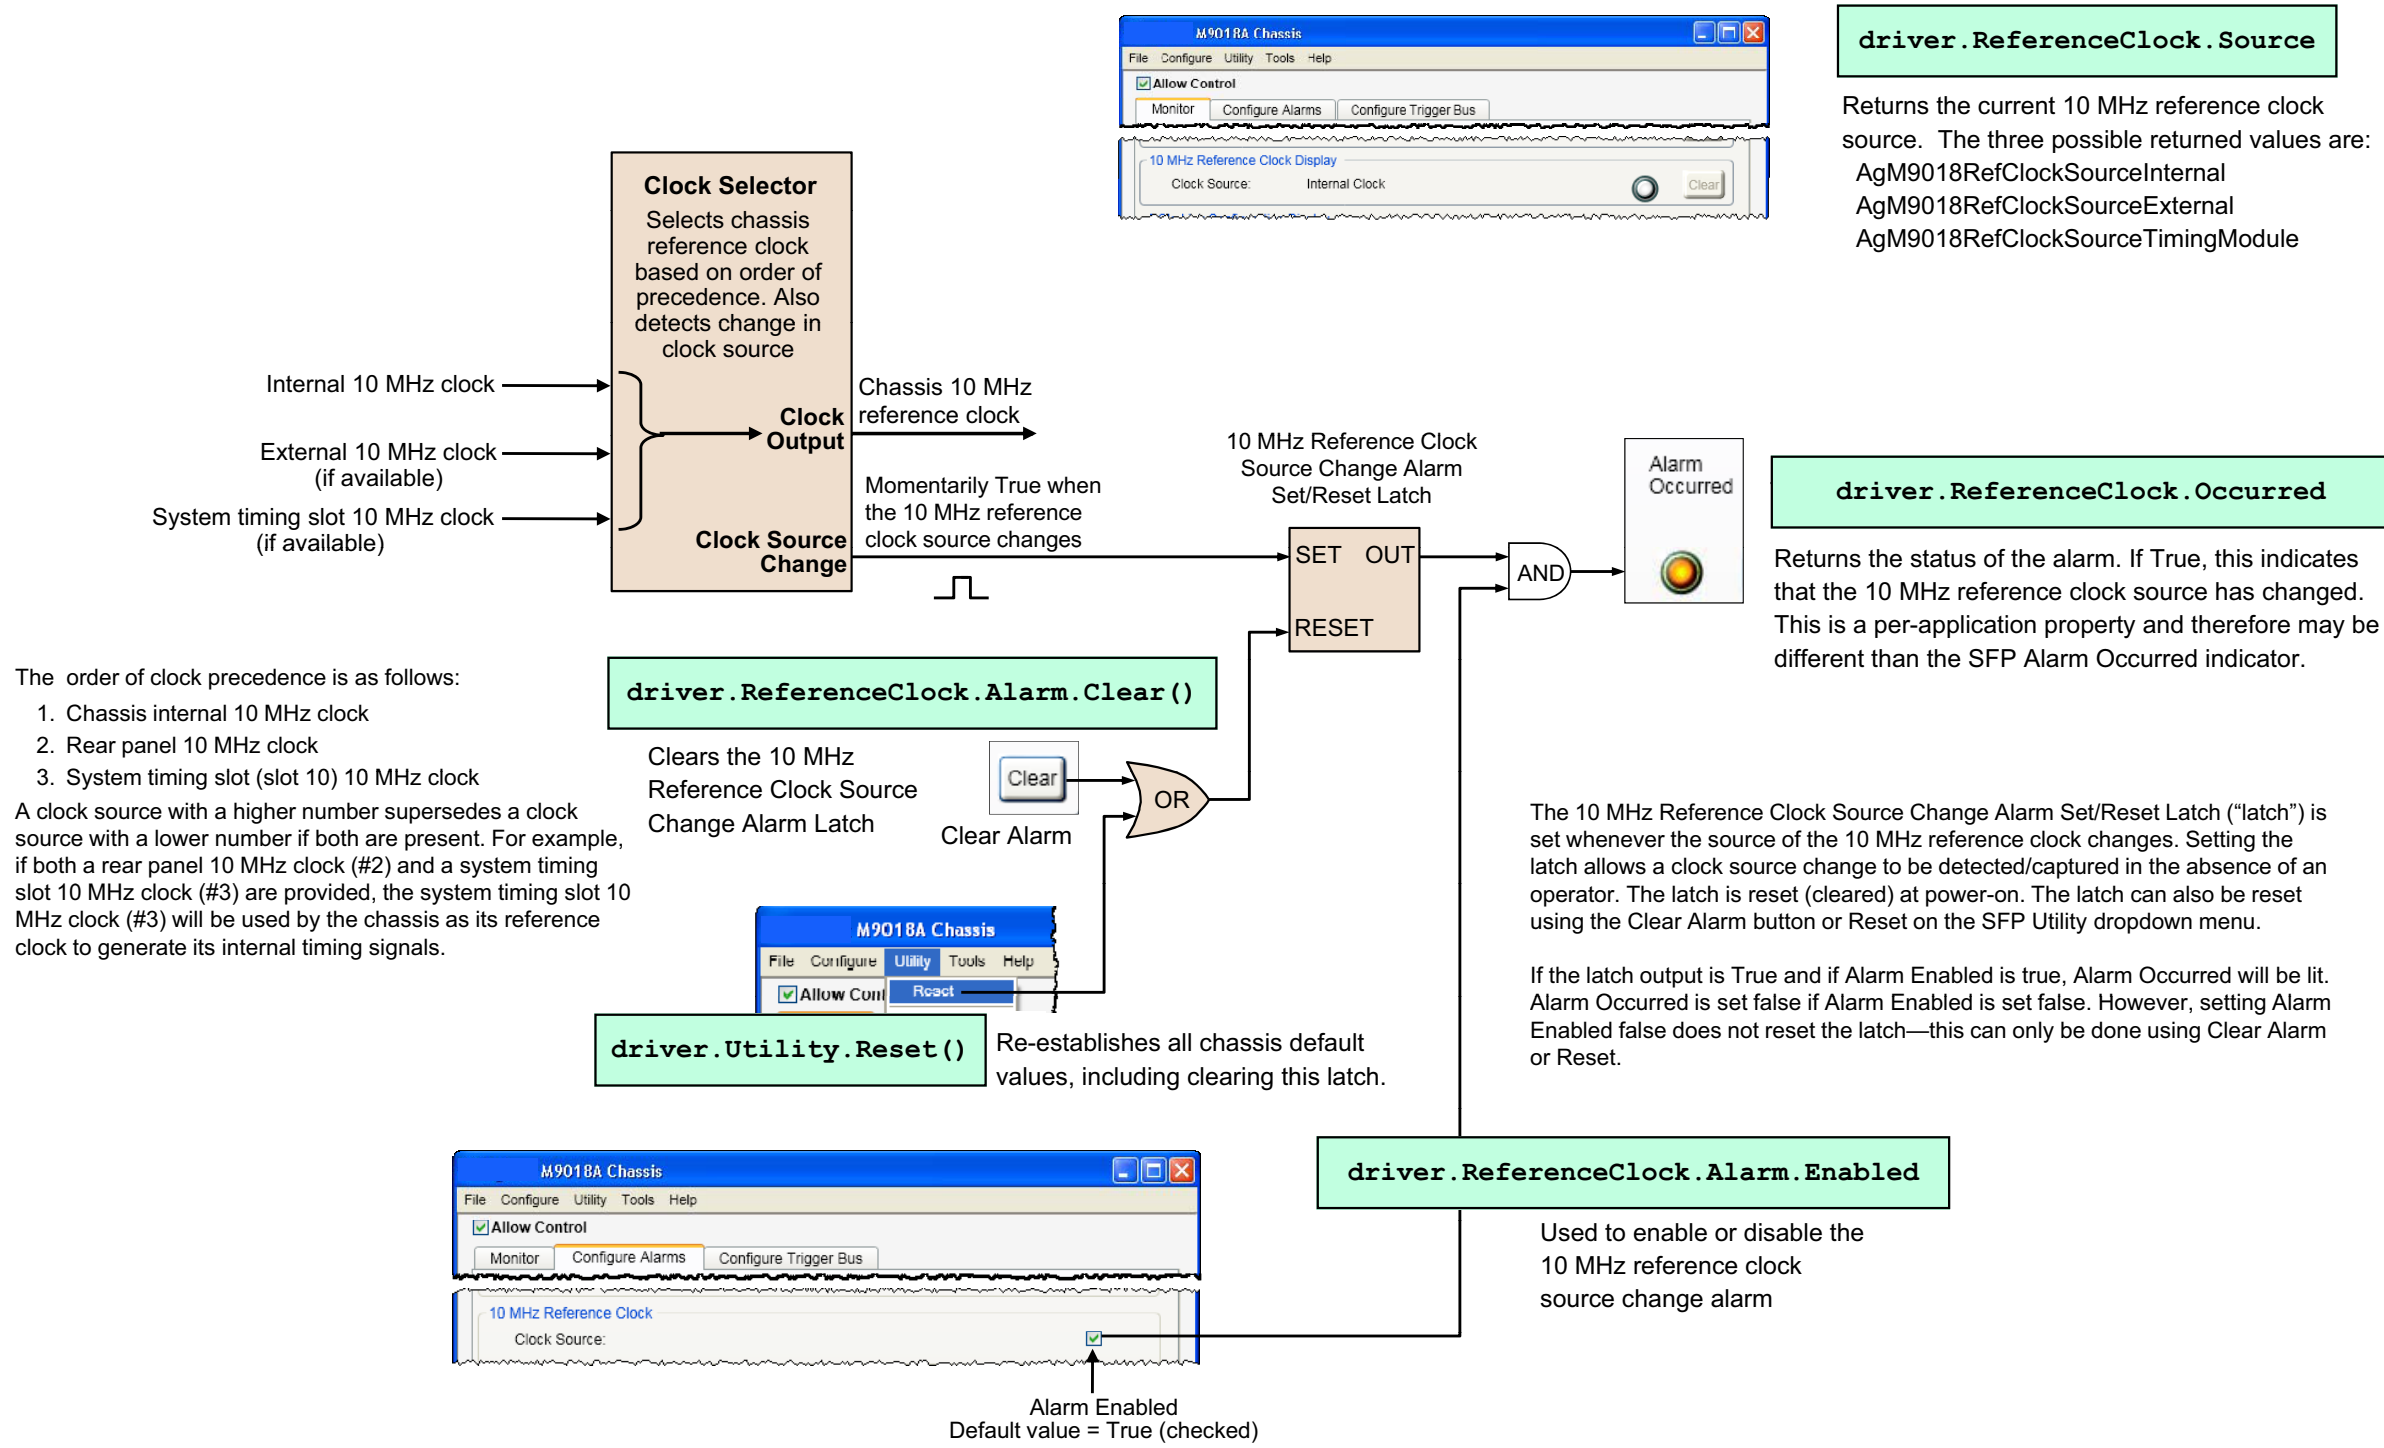 M9018A Chassis
File Configure Utility Tools Help
Allow Control
Monitor Configure Alarms Configure Trigger Bus
10 MHz Reference Clock Display
Clock Source: Internal Clock
Clear
driver.ReferenceClock.Source
Returns the current 10 MHz reference clock
source. The three possible returned values are:
AgM9018RefClockSourceInternal
AgM9018RefClockSourceExternal
AgM9018RefClockSourceTimingModule
Clock Selector
Selects chassis
reference clock
based on order of
precedence. Also
detects change in
clock source
Internal 10 MHz clock
External 10 MHz clock
(if available)
System timing slot 10 MHz clock
(if available)
Clock
Output
Clock Source
Change
Chassis 10 MHz
reference clock
Momentarily True when
the 10 MHz reference
clock source changes
10 MHz Reference Clock
Source Change Alarm
Set/Reset Latch
SET OUT
RESET
AND
Alarm
Occurred
driver.ReferenceClock.Occurred
Returns the status of the alarm. If True, this indicates
that the 10 MHz reference clock source has changed.
This is a per-application property and therefore may be
different than the SFP Alarm Occurred indicator.
The order of clock precedence is as follows:
1. Chassis internal 10 MHz clock
2. Rear panel 10 MHz clock
3. System timing slot (slot 10) 10 MHz clock
A clock source with a higher number supersedes a clock
source with a lower number if both are present. For example,
if both a rear panel 10 MHz clock (#2) and a system timing
slot 10 MHz clock (#3) are provided, the system timing slot 10
MHz clock (#3) will be used by the chassis as its reference
clock to generate its internal timing signals.
driver.ReferenceClock.Alarm.Clear()
Clears the 10 MHz
Reference Clock Source
Change Alarm Latch
Clear
Clear Alarm
OR
M9018A Chassis
File Configure Utility Tools Help
Allow Cont
Reset
driver.Utility.Reset()
Re-establishes all chassis default
values, including clearing this latch.
The 10 MHz Reference Clock Source Change Alarm Set/Reset Latch (“latch”) is
set whenever the source of the 10 MHz reference clock changes. Setting the
latch allows a clock source change to be detected/captured in the absence of an
operator. The latch is reset (cleared) at power-on. The latch can also be reset
using the Clear Alarm button or Reset on the SFP Utility dropdown menu.
If the latch output is True and if Alarm Enabled is true, Alarm Occurred will be lit.
Alarm Occurred is set false if Alarm Enabled is set false. However, setting Alarm
Enabled false does not reset the latch—this can only be done using Clear Alarm
or Reset.
driver.ReferenceClock.Alarm.Enabled
Used to enable or disable the
10 MHz reference clock
source change alarm
M9018A Chassis
File Configure Utility Tools Help
Allow Control
Monitor Configure Alarms Configure Trigger Bus
10 MHz Reference Clock
Clock Source:
Alarm Enabled
Default value = True (checked)